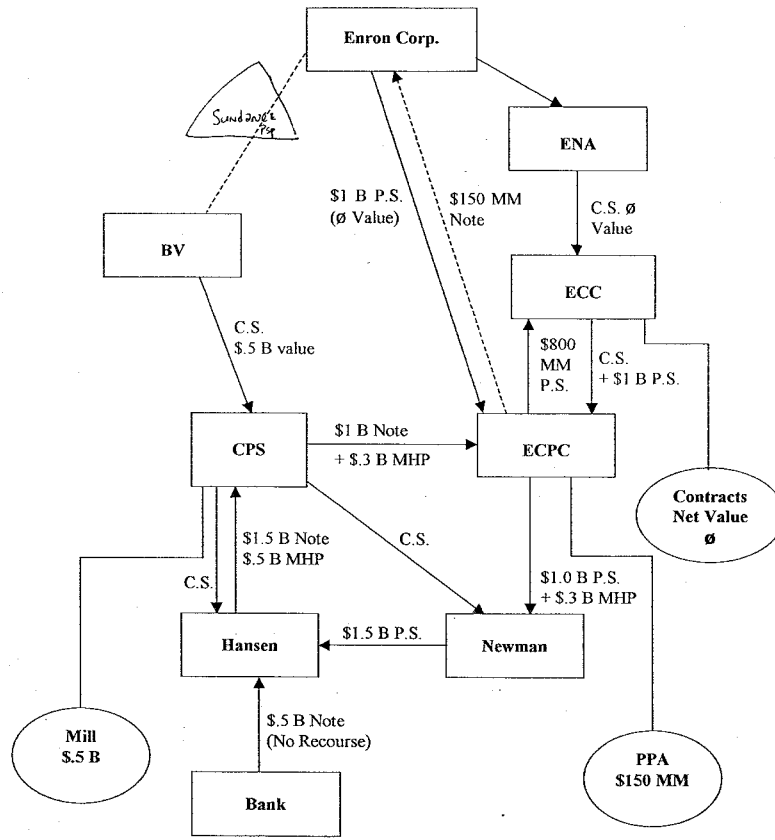 Enron Corp.
Sundance
Psp
ENA
$1 B P.S.
(ø Value)
$150 MM
Note
C.S. ø
Value
BV
ECC
C.S.
$.5 B value
$800
MM
P.S.
C.S.
+ $1 B P.S.
CPS
$1 B Note
+ $.3 B MHP
ECPC
Contracts
Net Value
ø
$1.5 B Note
$.5 B MHP
C.S.
C.S.
$1.0 B P.S.
+ $.3 B MHP
Hansen
$1.5 B P.S.
Newman
Mill
$.5 B
$.5 B Note
(No Recourse)
PPA
$150 MM
Bank